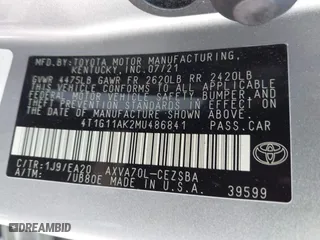 MFD.BY:TOYOTA MOTOR MANUFACTURING,
KENTUCKY,INC. 07/21
GVWR 4475LB GAWR FR 2620LB RR 2420LB
THIS VEHICLE CONFORMS TO ALL APPLICABLE
FEDERAL MOTOR VEHICLE SAFETY, BUMPER, AND
THEFT PREVENTION STANDARDS IN EFFECT ON
THE DATE OF MANUFACTURE SHOWN ABOVE.
4T1G11AK2MU486841 PASS.CAR
C/TR:1J9/EA20 AXVA70L-CEZSBA
A/TM: /UB80E MADE IN U.S.A.
TOYOTA
39599